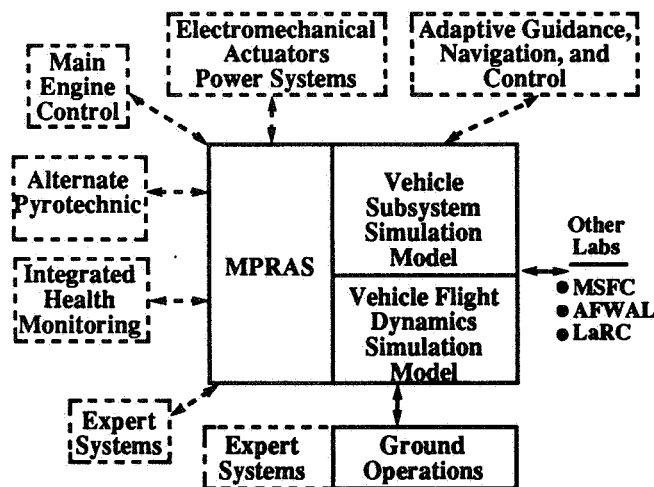 Main
Engine
Control
Electromechanical
Actuators
Power Systems
Adaptive Guidance,
Navigation, and
Control
Alternate
Pyrotechnic
Integrated
Health
Monitoring
MPRAS
Vehicle
Subsystem
Simulation
Model
Vehicle Flight
Dynamics
Simulation
Model
Other
Labs
● MSFC
● AFWAL
● LaRC
Expert
Systems
Expert
Systems
Ground
Operations